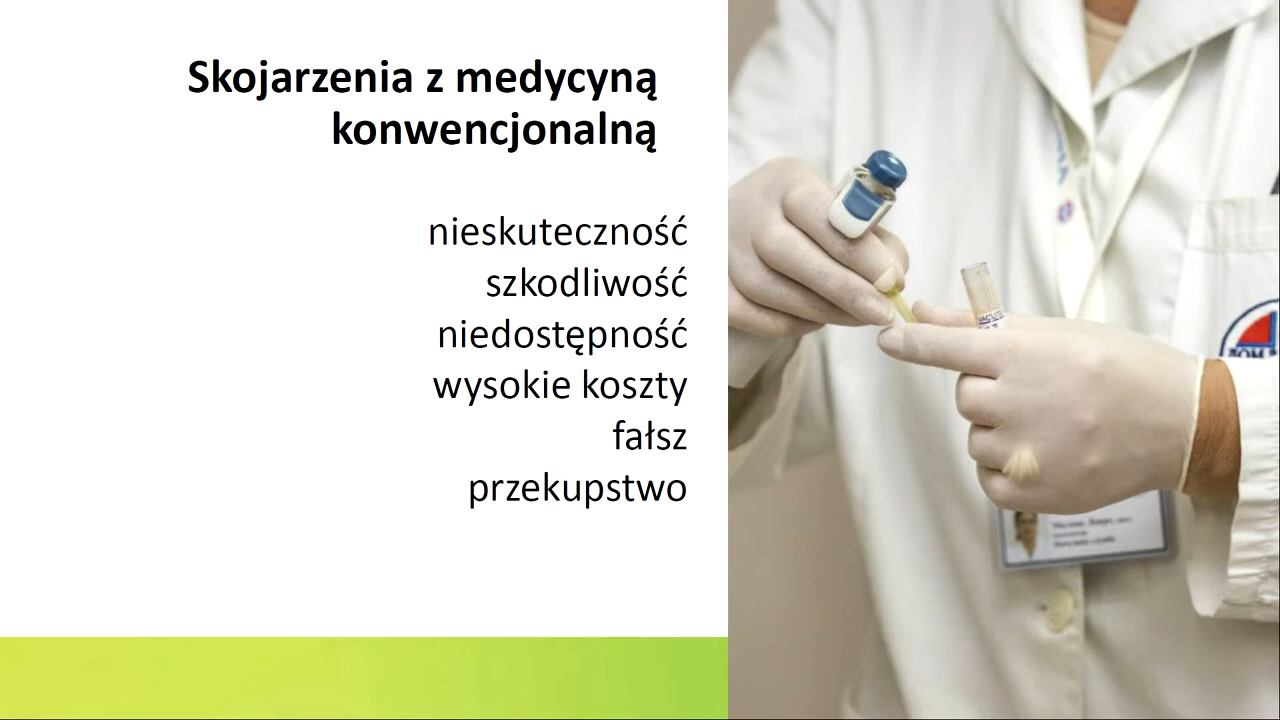 Skojarzenia z medycyną
konwencjonalną
nieskuteczność
szkodliwość
niedostępność
wysokie koszty
fałsz
przekupstwo